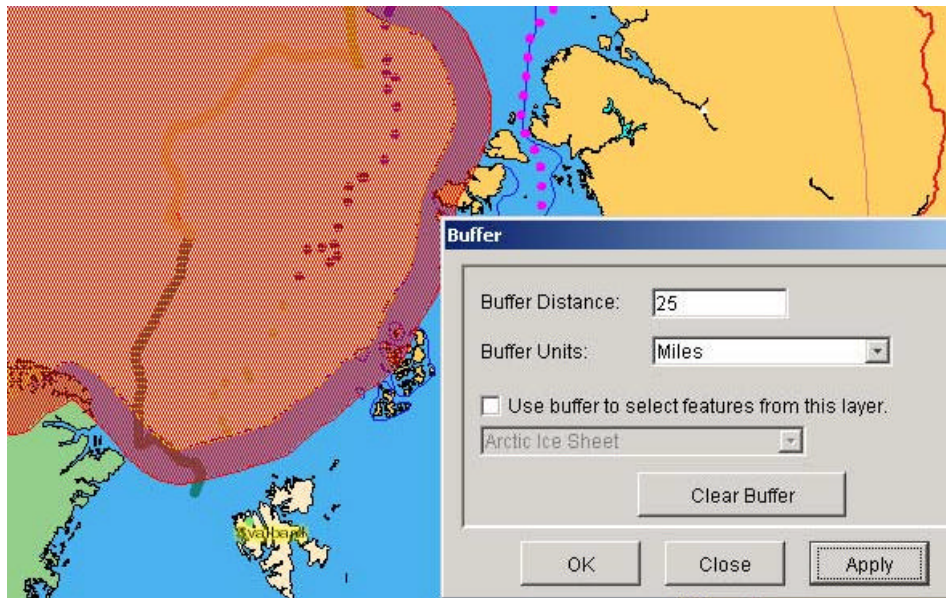 Buffer
Buffer Distance: 25
Buffer Units: Miles
Use buffer to select features from this layer.
Arctic Ice Sheet
Clear Buffer
OK Close Apply
Svalbard